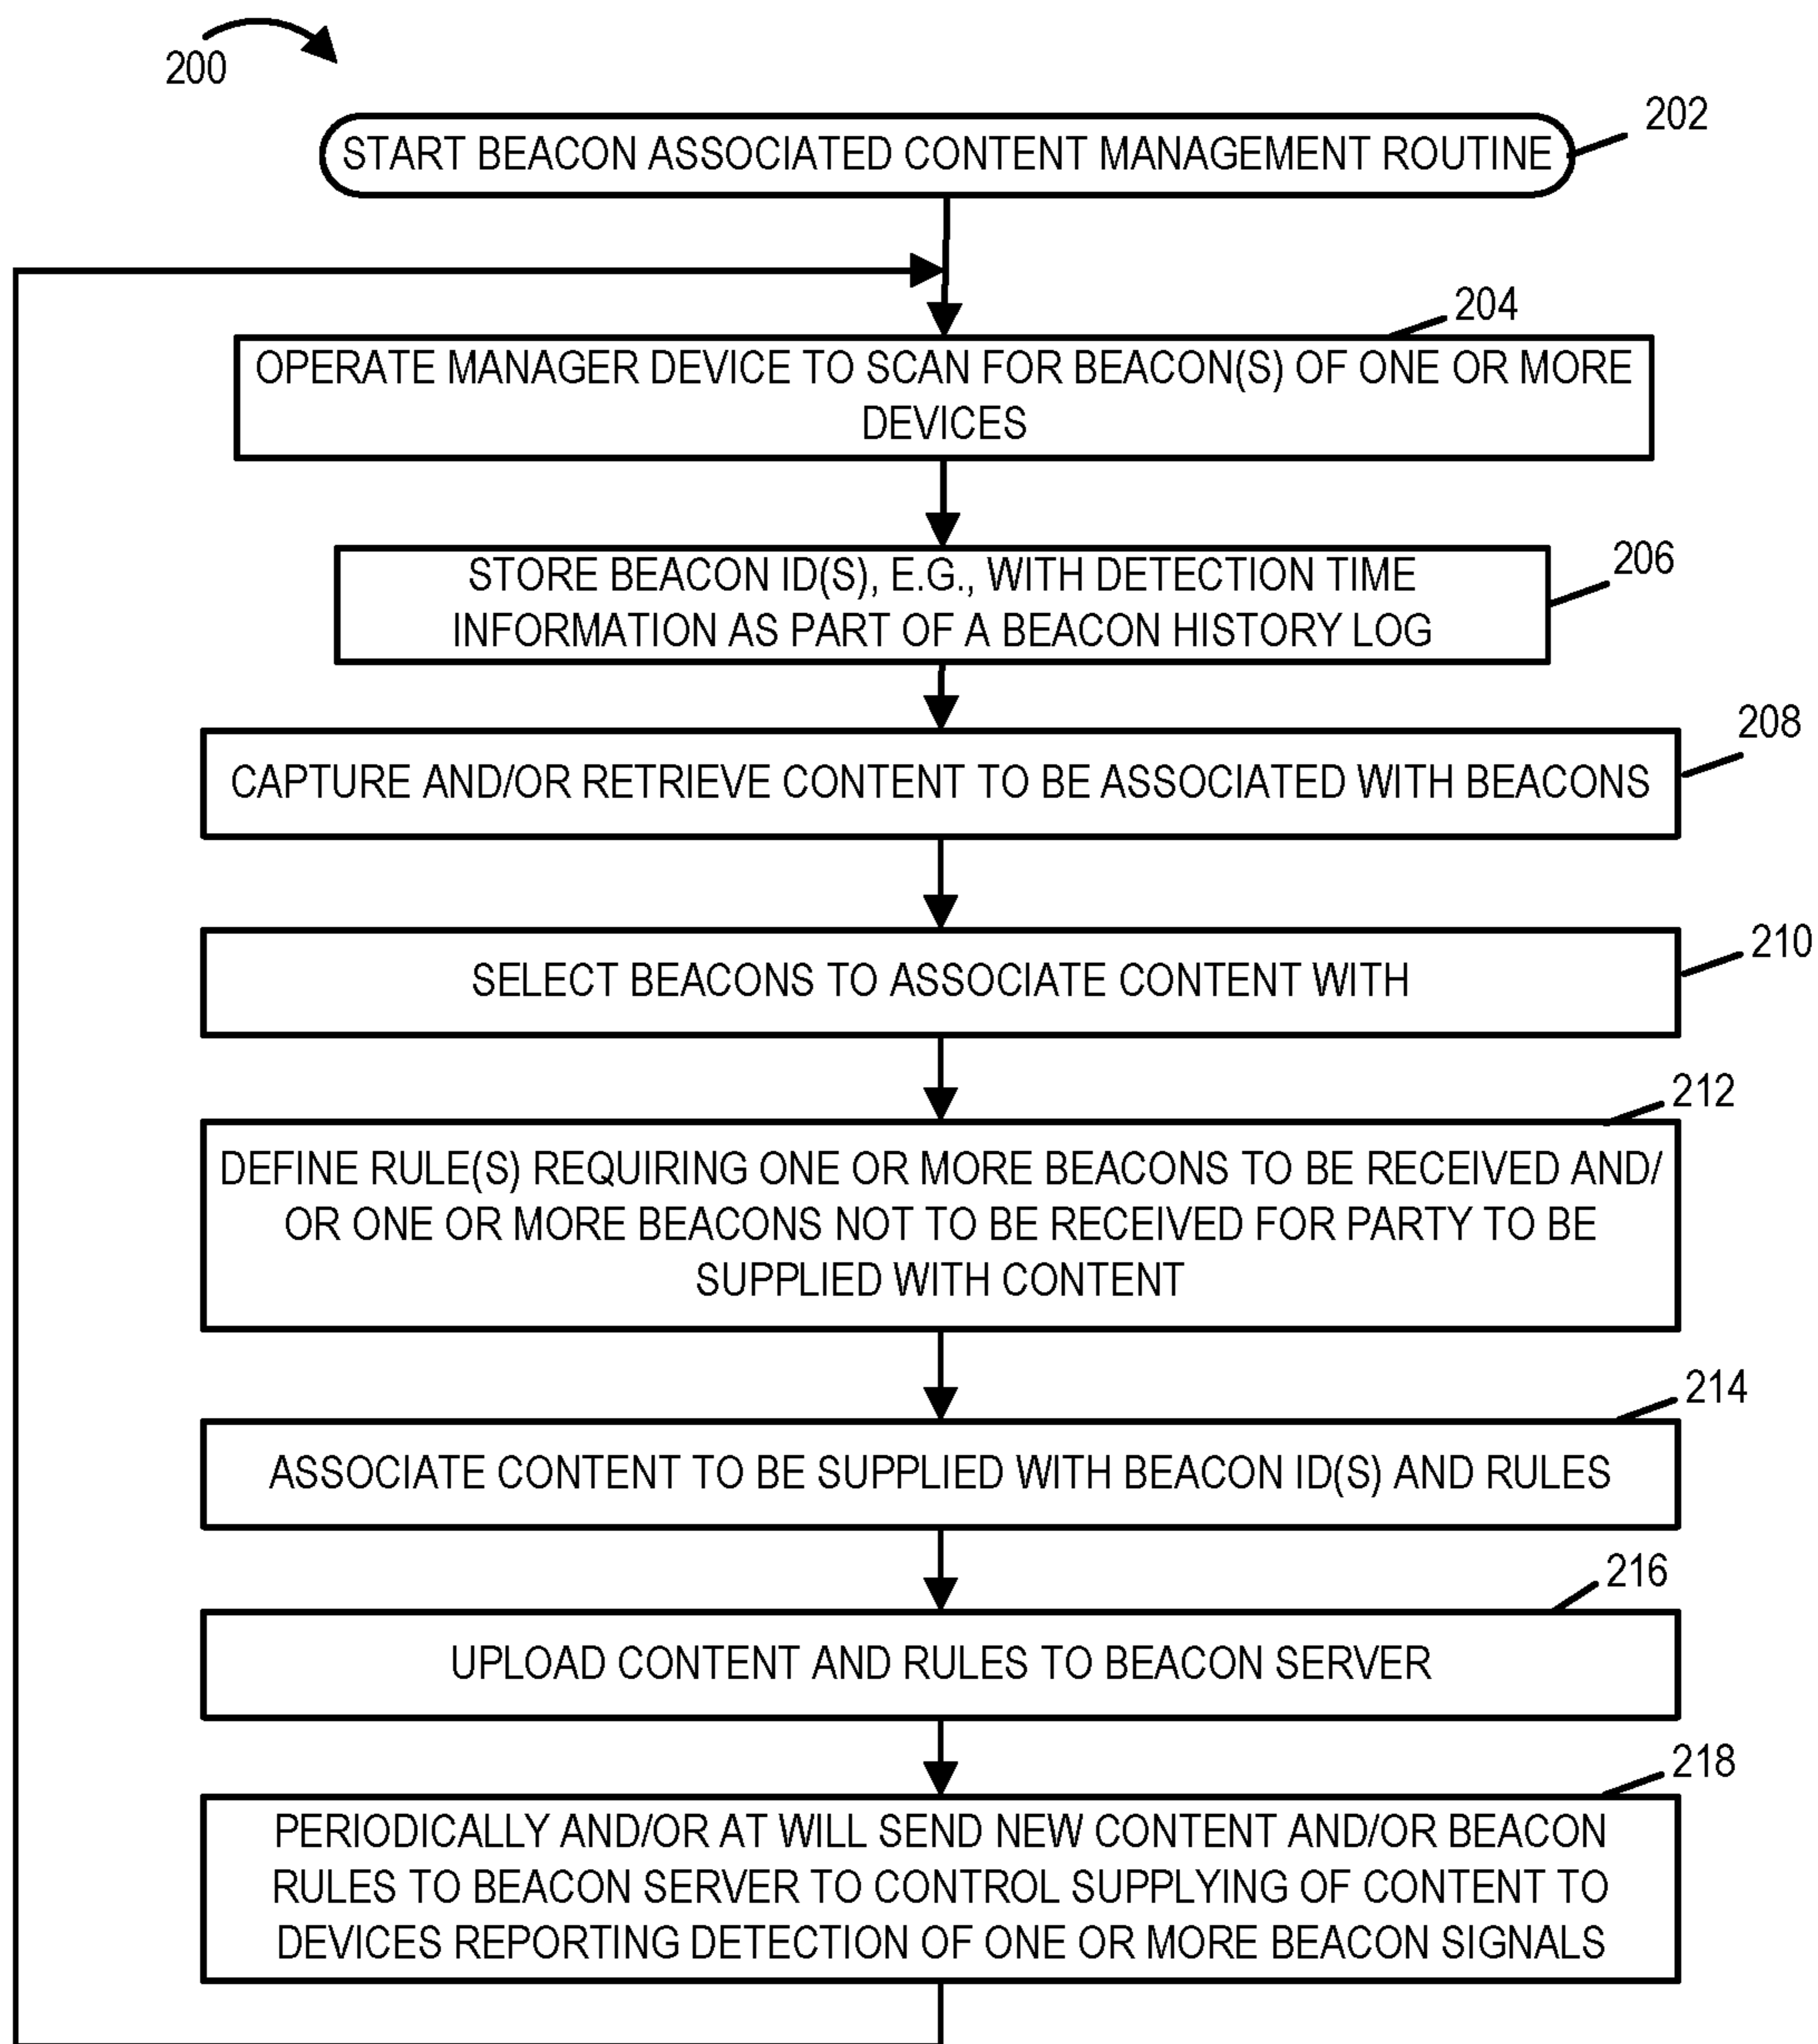 200
START BEACON ASSOCIATED CONTENT MANAGEMENT ROUTINE
202
204
OPERATE MANAGER DEVICE TO SCAN FOR BEACON(S) OF ONE OR MORE
DEVICES
206
STORE BEACON ID(S), E.G., WITH DETECTION TIME
INFORMATION AS PART OF A BEACON HISTORY LOG
208
CAPTURE AND/OR RETRIEVE CONTENT TO BE ASSOCIATED WITH BEACONS
210
SELECT BEACONS TO ASSOCIATE CONTENT WITH
212
DEFINE RULE(S) REQUIRING ONE OR MORE BEACONS TO BE RECEIVED AND/
OR ONE OR MORE BEACONS NOT TO BE RECEIVED FOR PARTY TO BE
SUPPLIED WITH CONTENT
214
ASSOCIATE CONTENT TO BE SUPPLIED WITH BEACON ID(S) AND RULES
216
UPLOAD CONTENT AND RULES TO BEACON SERVER
218
PERIODICALLY AND/OR AT WILL SEND NEW CONTENT AND/OR BEACON
RULES TO BEACON SERVER TO CONTROL SUPPLYING OF CONTENT TO
DEVICES REPORTING DETECTION OF ONE OR MORE BEACON SIGNALS